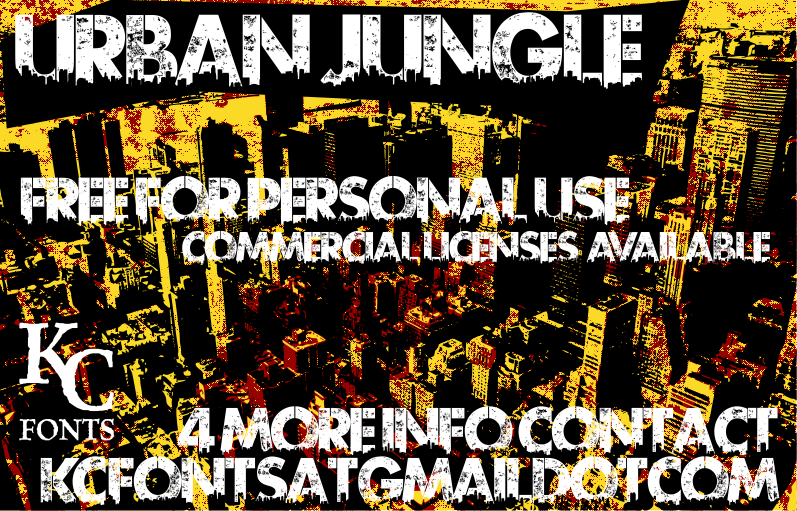 URBAN JUNGLE
FREE FOR PERSONAL USE
COMMERCIAL LICENSES AVAILABLE
KC
FONTS
4 MORE INFO CONTACT
KCFONTSATGMAILDOTCOM